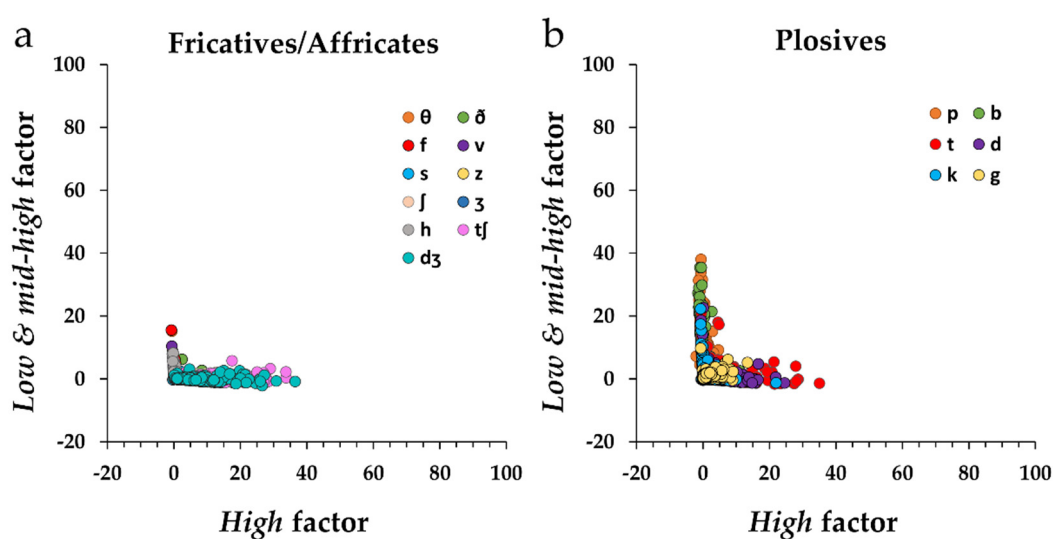 a
Fricatives/Affricates
Low & mid-high factor
100
80
60
40
20
0
-20
-20 0 20 40 60 80 100
High factor
θ ð
f v
s z
ʃ ʒ
h tʃ
dʒ
b
Plosives
Low & mid-high factor
100
80
60
40
20
0
-20
-20 0 20 40 60 80 100
High factor
p b
t d
k g